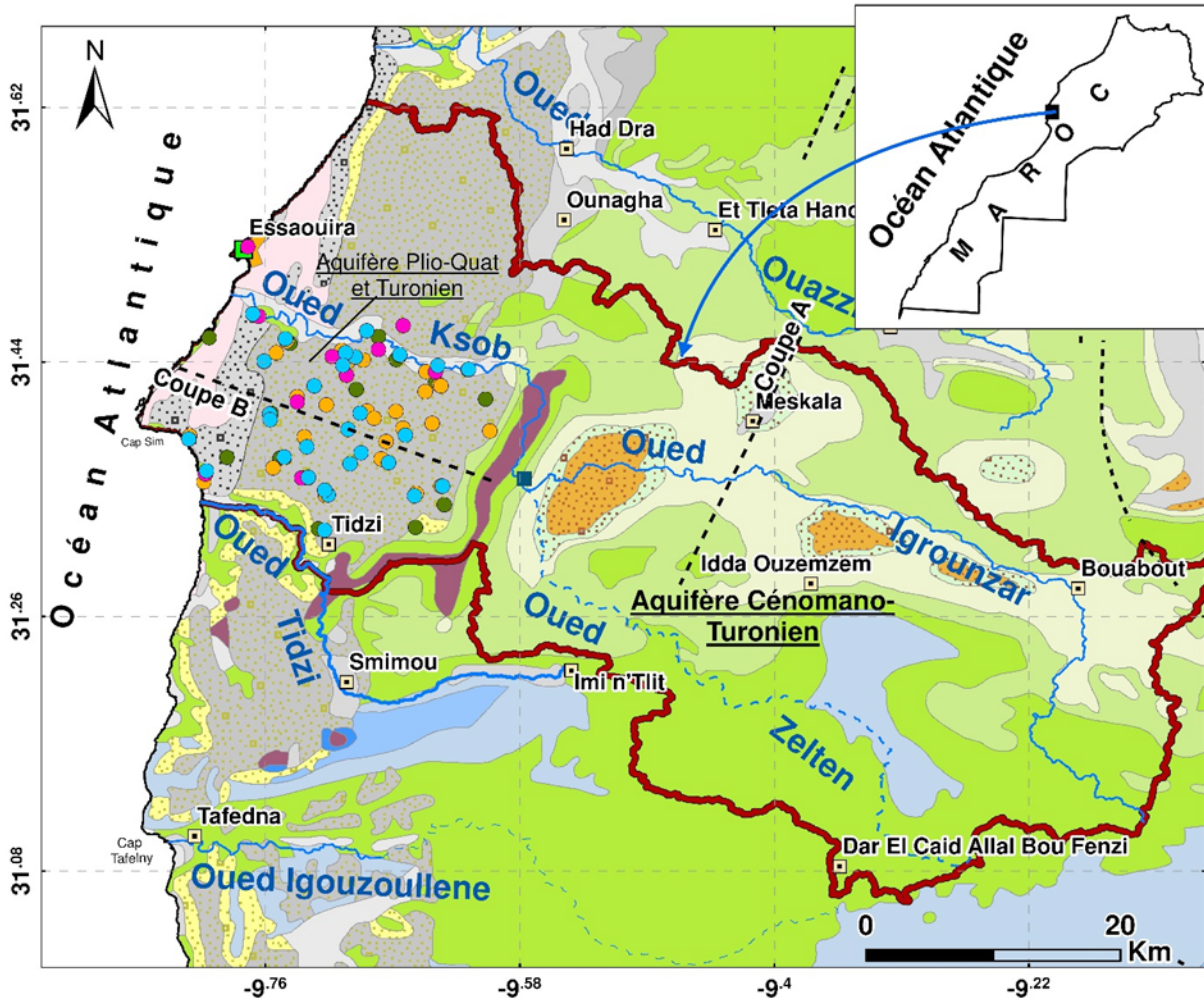 N
31.62
31.44
31.26
31.08
-9.76
-9.58
-9.4
-9.22
Océan Atlantique
Océan Atlantique
MAROC
Oued
Had Dra
Ounagha
Et Tleta Hanc
Ouazz
Essaouira
Aquifère Plio-Quat
et Turonien
Oued
Ksob
Coupe A
Meskala
Coupe B
Cap Sim
Oued
Igrounzar
Tidzi
Oued
Tidzi
Idda Ouzemzem
Bouabout
Aquifère Cénomano-
Turonien
Oued
Zelten
Smimou
Imi n'Tlit
Tafedna
Cap
Tafelny
Oued Igouzoullene
Dar El Caid Allal Bou Fenzi
0 20
Km